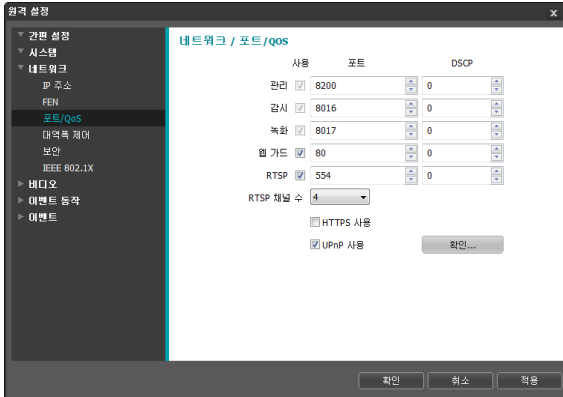 원격 설정
x
간편 설정
시스템
네트워크
IP 주소
FEN
포트/QoS
대역폭 제어
보안
IEEE 802.1X
비디오
이벤트 동작
이벤트
네트워크 / 포트/QoS
사용 포트 DSCP
관리 8200 0
감시 8016 0
녹화 8017 0
웹 가드 80 0
RTSP 554 0
RTSP 채널 수 4
HTTPS 사용
UPnP 사용 확인...
확인 취소 적용